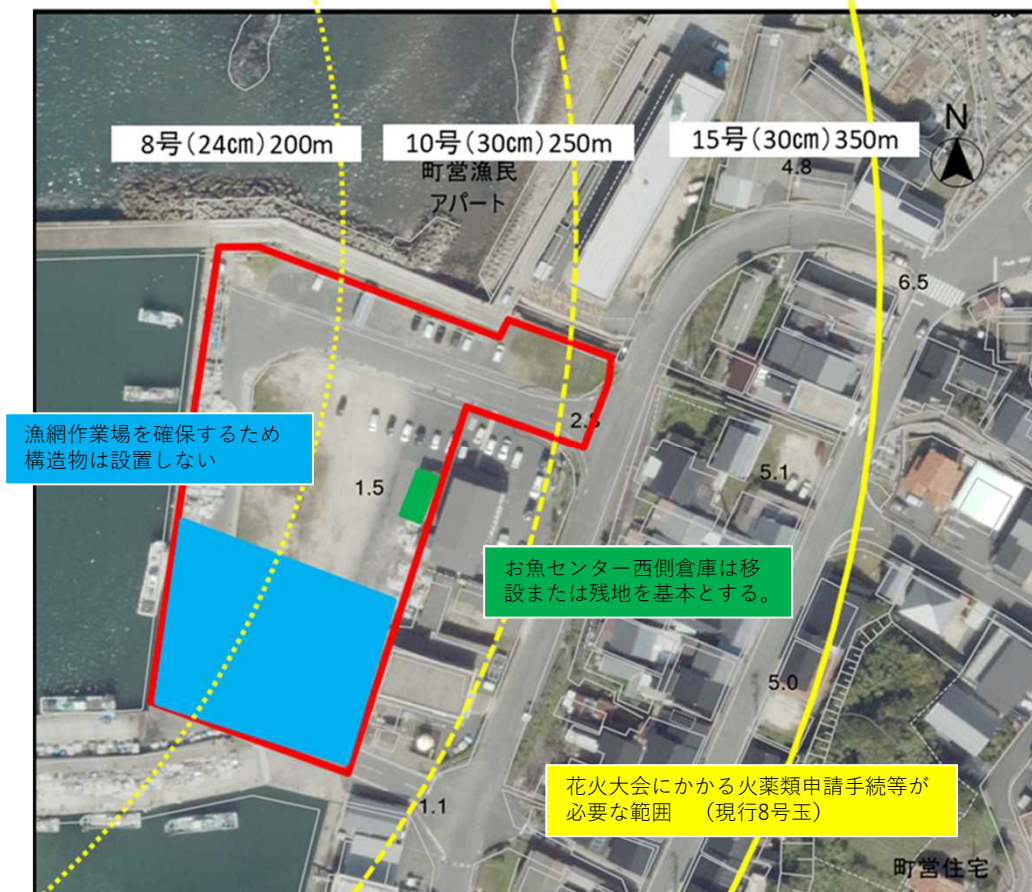 8号(24㎝)200m
10号(30㎝)250m
15号(30㎝)350m
N
町営漁民
アパート
4.8
6.5
漁網作業場を確保するため
構造物は設置しない
1.5
5.1
お魚センター西側倉庫は移
設または残地を基本とする。
5.0
花火大会にかかる火薬類申請手続等が
必要な範囲　（現行8号玉）
1.1
町営住宅